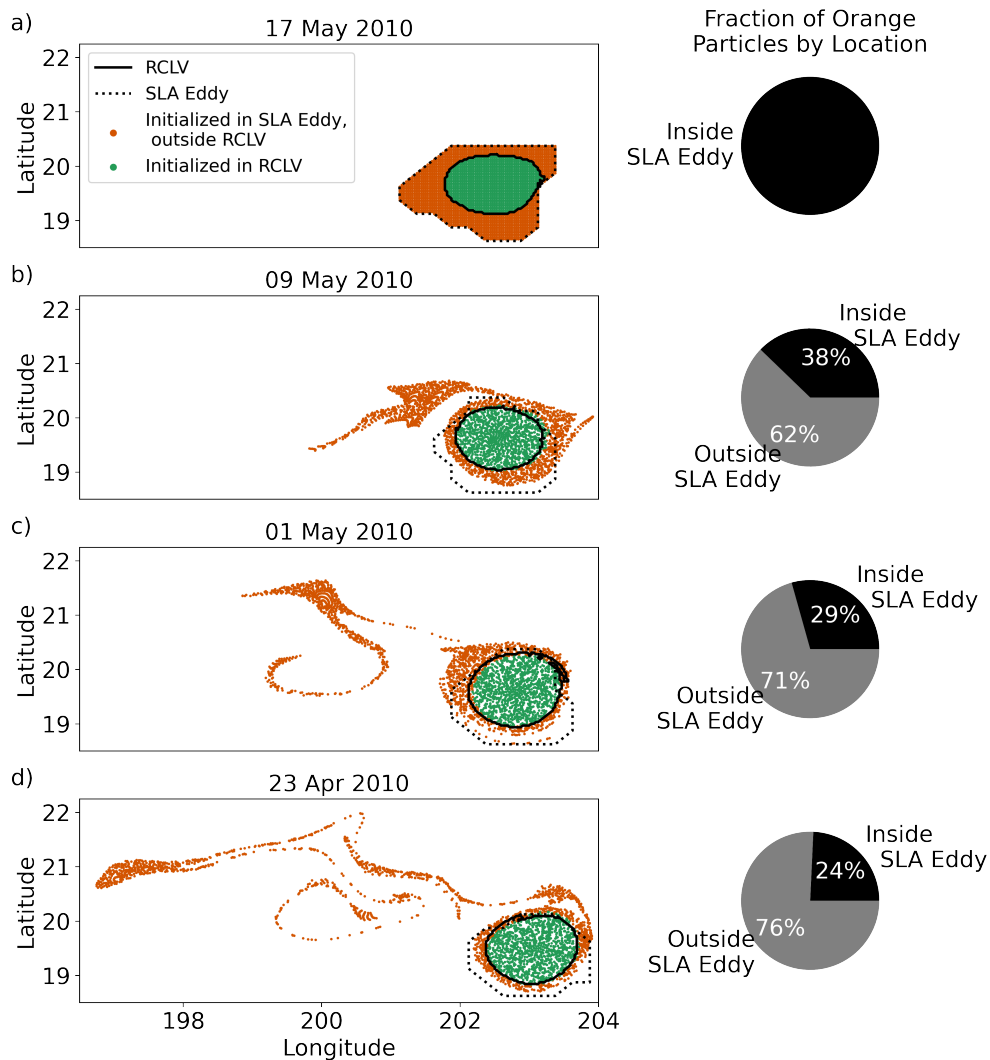 a)
17 May 2010
Fraction of Orange
Particles by Location
RCLV
SLA Eddy
Initialized in SLA Eddy,
outside RCLV
Initialized in RCLV
Latitude
22
21
20
19
Inside
SLA Eddy
b)
09 May 2010
Latitude
22
21
20
19
Inside
SLA Eddy
38%
62%
Outside
SLA Eddy
c)
01 May 2010
Latitude
22
21
20
19
Inside
SLA Eddy
29%
71%
Outside
SLA Eddy
d)
23 Apr 2010
Latitude
22
21
20
19
198
200
202
204
Longitude
Inside
SLA Eddy
24%
76%
Outside
SLA Eddy